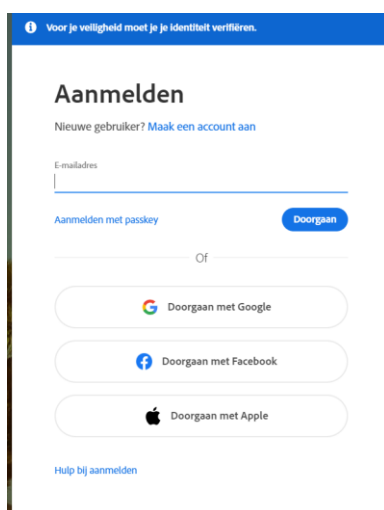 Voor je veiligheid moet je je identiteit verifiëren.
Aanmelden
Nieuwe gebruiker? Maak een account aan
E-mailadres
Aanmelden met passkey
Doorgaan
Of
Doorgaan met Google
Doorgaan met Facebook
Doorgaan met Apple
Hulp bij aanmelden